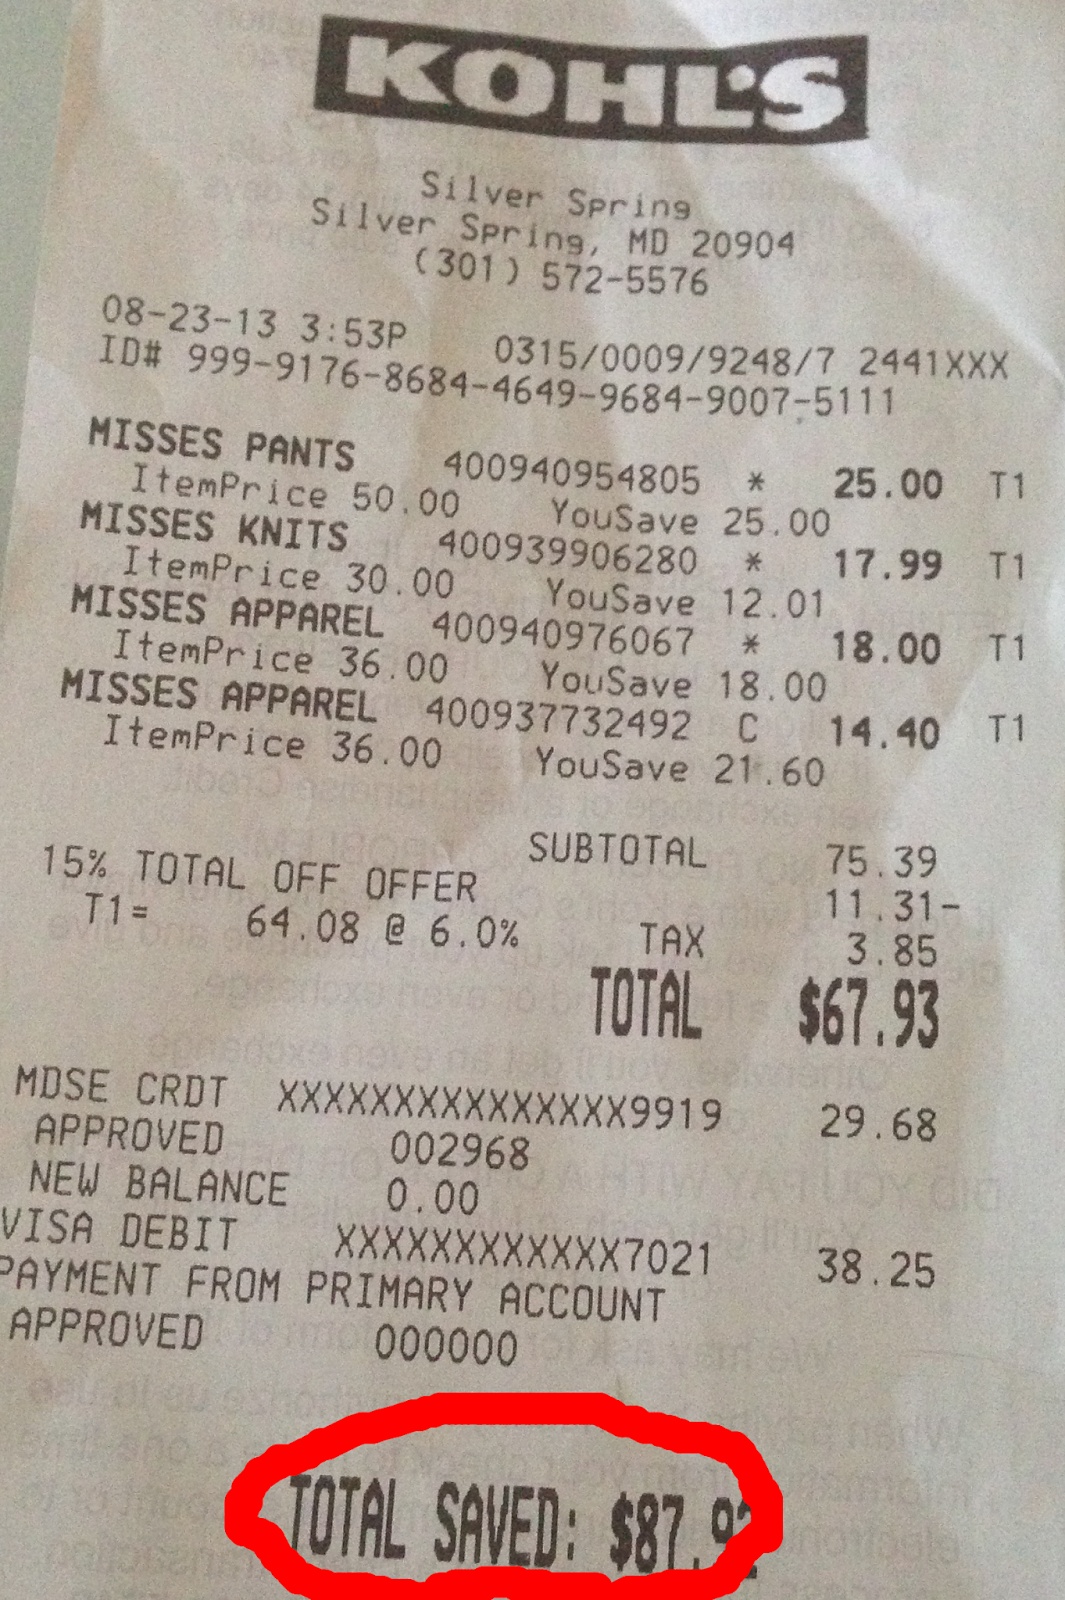 KOHL'S
Silver Spring
Silver Spring, MD 20904
(301) 572-5576
08-23-13 3:53P 0315/0009/9248/7 2441XXX
ID# 999-9176-8684-4649-9684-9007-5111
MISSES PANTS 400940954805 * 25.00 T1
ItemPrice 50.00 YouSave 25.00
MISSES KNITS 400939906280 * 17.99 T1
ItemPrice 30.00 YouSave 12.01
MISSES APPAREL 400940976067 * 18.00 T1
ItemPrice 36.00 YouSave 18.00
MISSES APPAREL 400937732492 C 14.40 T1
ItemPrice 36.00 YouSave 21.60
SUBTOTAL 75.39
15% TOTAL OFF OFFER 11.31-
T1= 64.08 @ 6.0% TAX 3.85
TOTAL $67.93
MDSE CRDT XXXXXXXXXXXXXXX9919 29.68
APPROVED 002968
NEW BALANCE 0.00
VISA DEBIT XXXXXXXXXXXX7021 38.25
PAYMENT FROM PRIMARY ACCOUNT
APPROVED 000000
TOTAL SAVED: $87.92